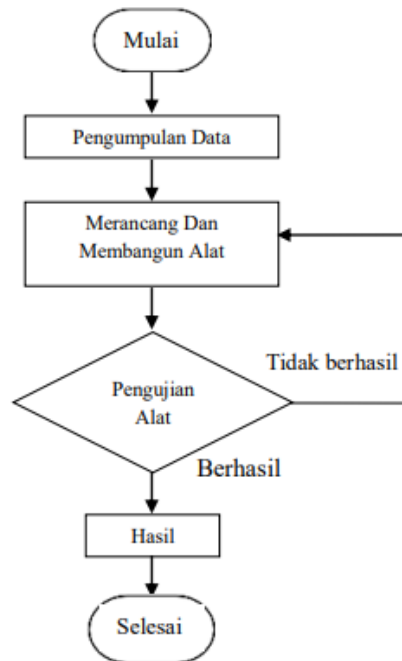 Mulai
Pengumpulan Data
Merancang Dan
Membangun Alat
Tidak berhasil
Pengujian
Alat
Berhasil
Hasil
Selesai